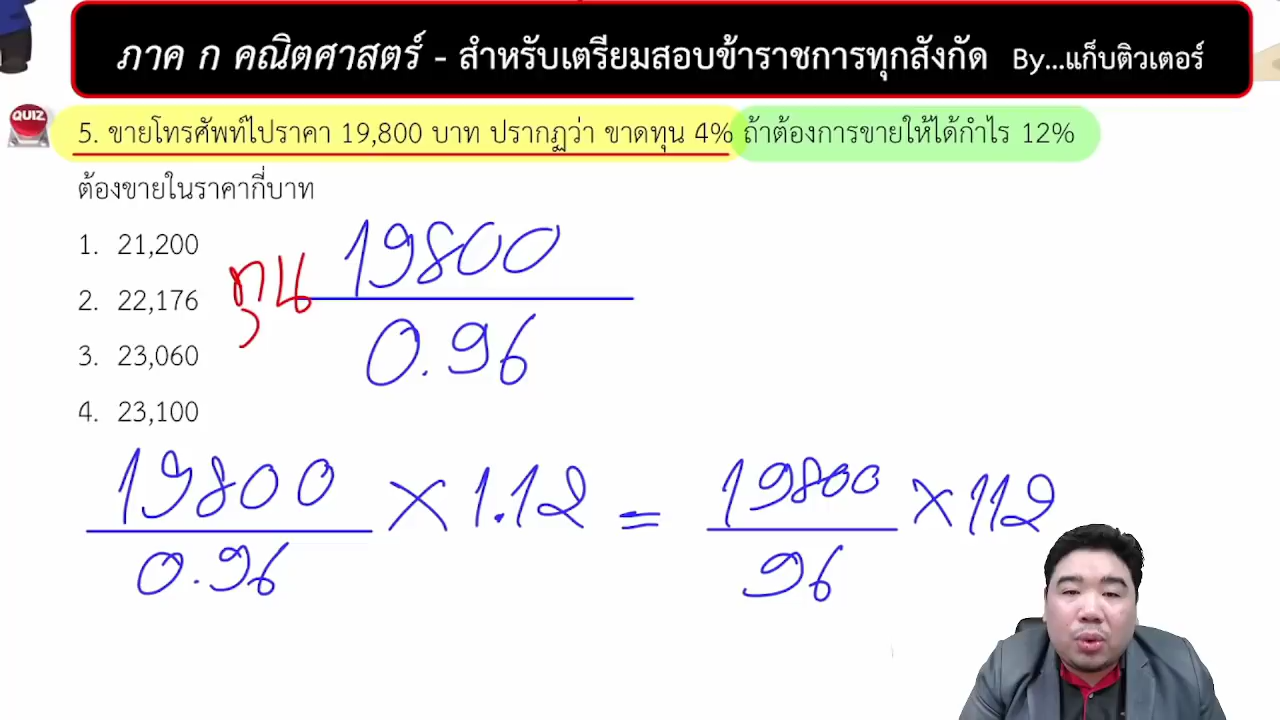 ภาค ก คณิตศาสตร์ - สำหรับเตรียมสอบข้าราชการทุกสังกัด By...แก็บติวเตอร์
QUIZ
5. ขายโทรศัพท์ไปราคา 19,800 บาท ปรากฏว่า ขาดทุน 4% ถ้าต้องการขายให้ได้กำไร 12%
ต้องขายในราคากี่บาท
1. 21,200
2. 22,176
3. 23,060
4. 23,100
ทุน 19800
0.96
19800 × 1.12 = 19800 × 112
0.96 96